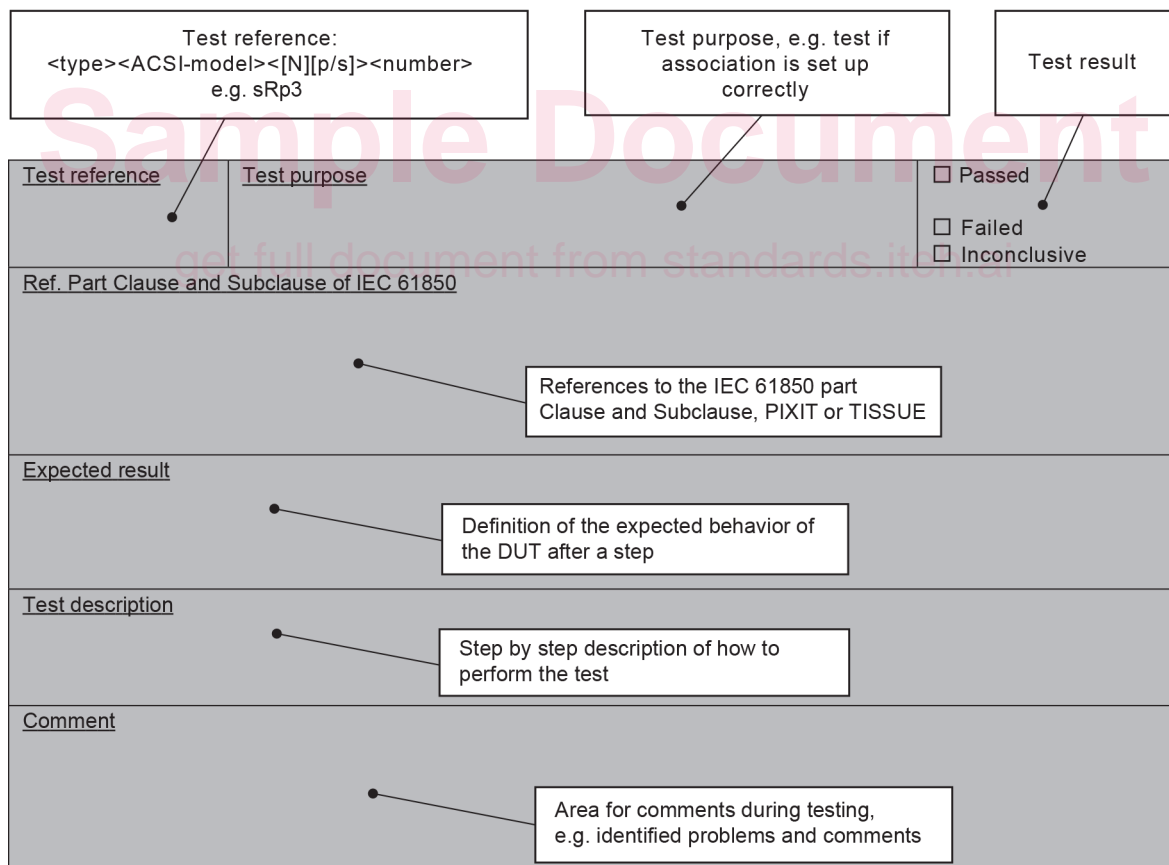 Test reference:
<type><ACSI-model><[N][p/s]><number>
e.g. sRp3
Test purpose, e.g. test if
association is set up
correctly
Test result
Sample Document
Test reference
Test purpose
☐ Passed
☐ Failed
☐ Inconclusive
get full document from standards.iteh.ai
Ref. Part Clause and Subclause of IEC 61850
References to the IEC 61850 part
Clause and Subclause, PIXIT or TISSUE
Expected result
Definition of the expected behavior of
the DUT after a step
Test description
Step by step description of how to
perform the test
Comment
Area for comments during testing,
e.g. identified problems and comments